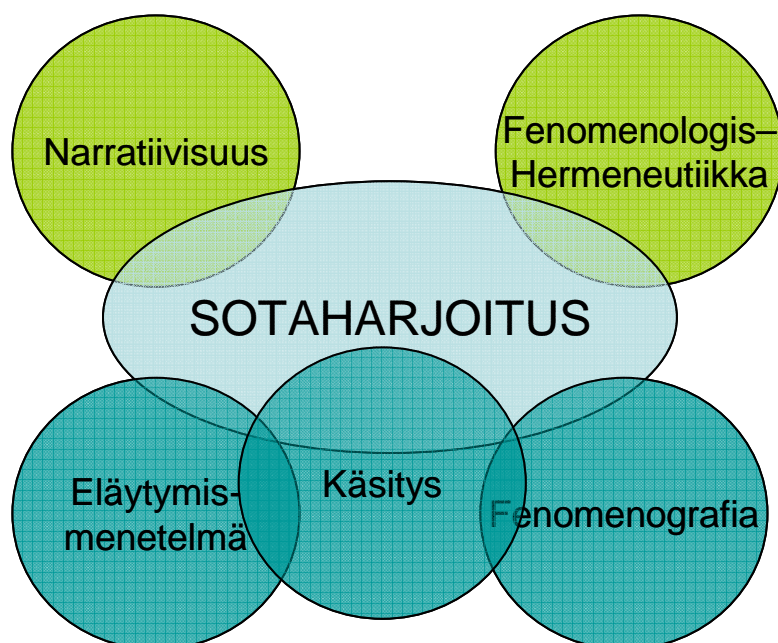 Narratiivisuus
Fenomenologis–
Hermeneutiikka
SOTAHARJOITUS
Eläytymis-
menetelmä
Käsitys
Fenomenografia